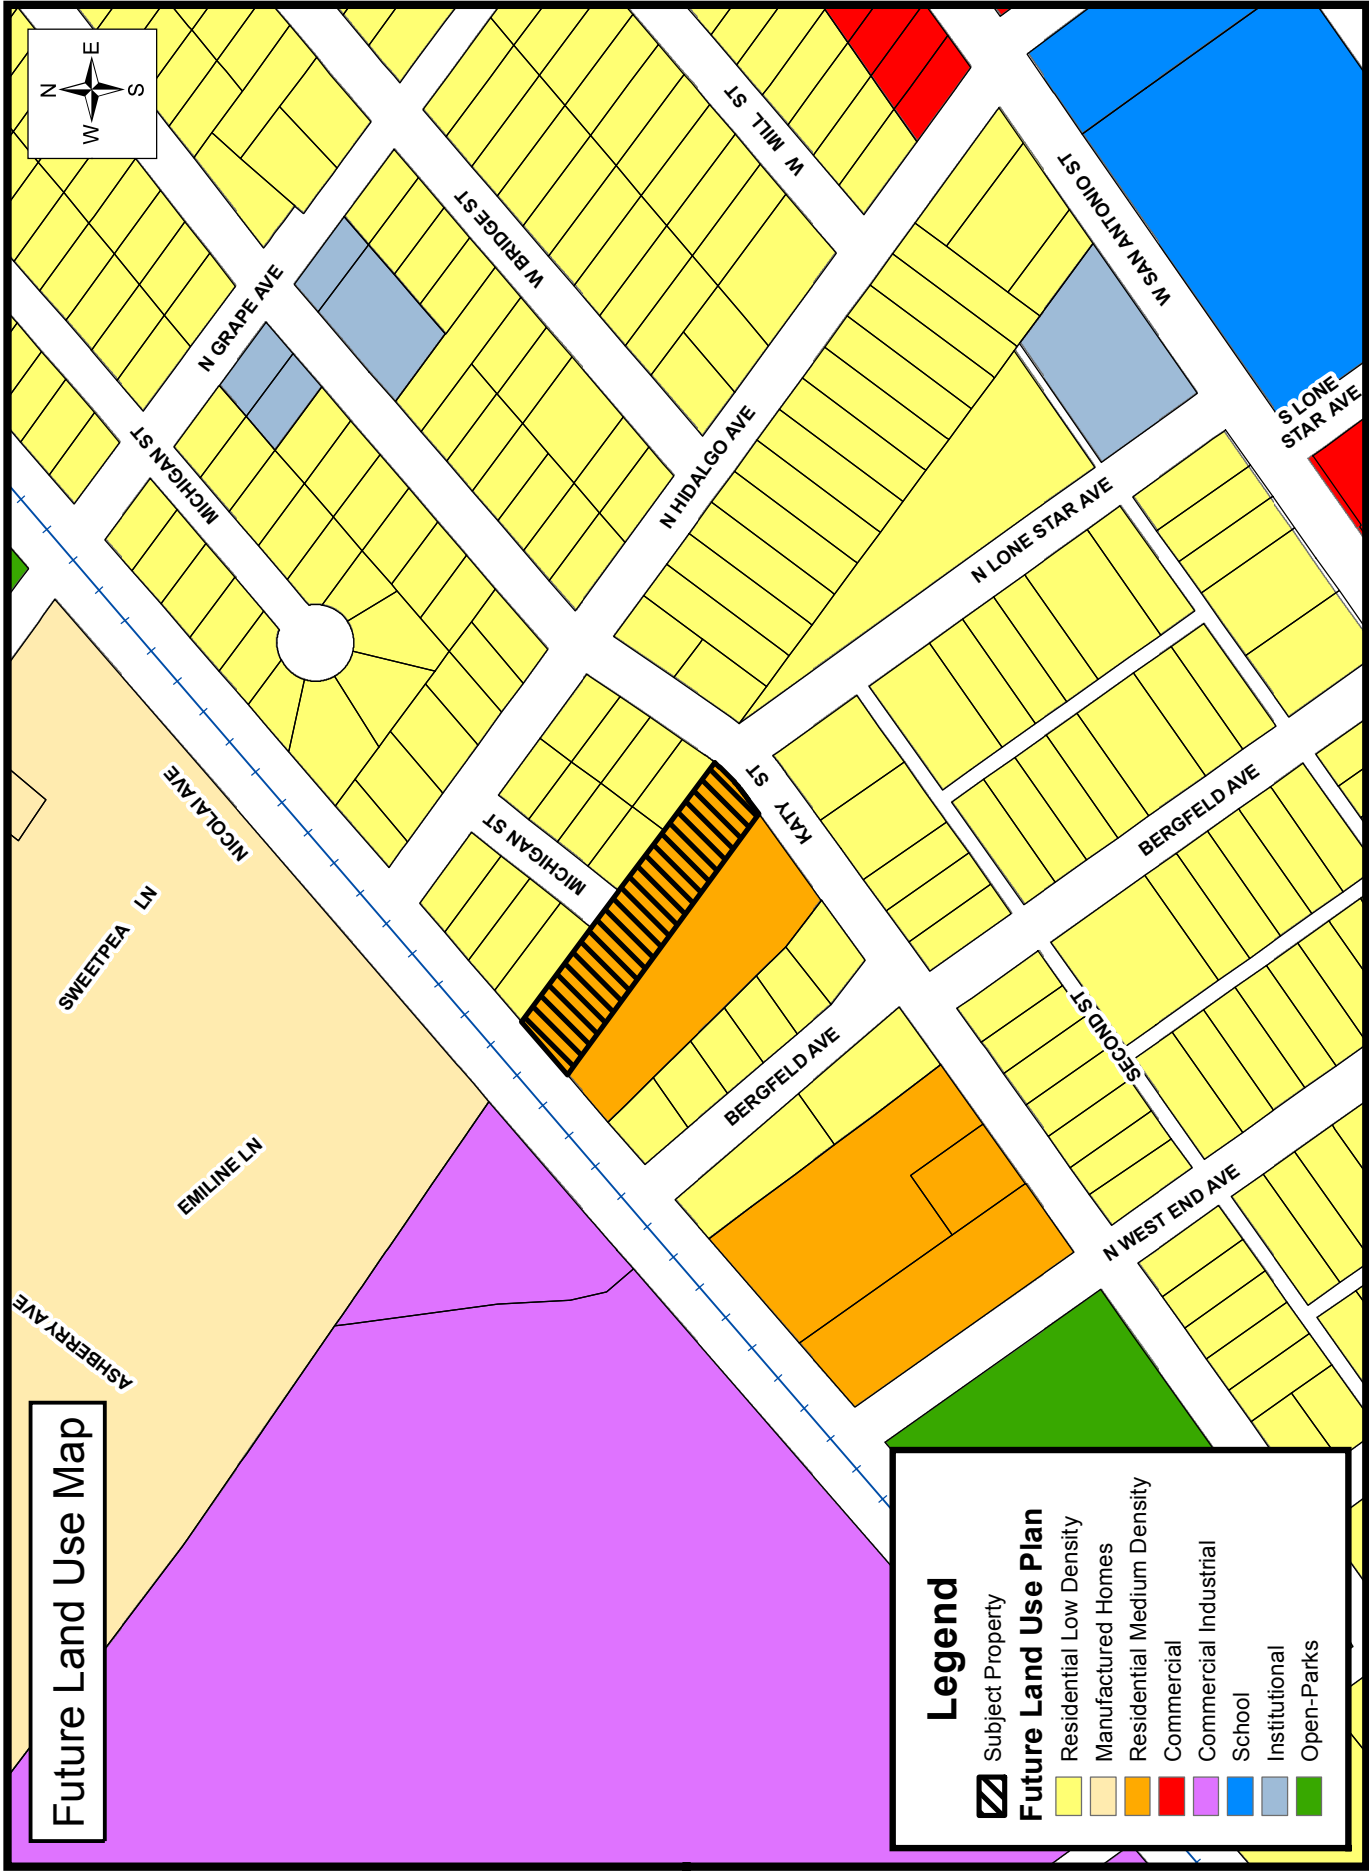 Future Land Use Map
N
W E
S
ASHBERRY AVE
SWEETPEA LN
EMILINE LN
NICOLAI AVE
MICHIGAN ST
N GRAPE AVE
W BRIDGE ST
W MILL ST
N HIDALGO AVE
W SAN ANTONIO ST
S LONE
STAR AVE
N LONE STAR AVE
MICHIGAN ST
KATY ST
BERGFELD AVE
BERGFELD AVE
SECOND ST
N WEST END AVE
Legend
Subject Property
Future Land Use Plan
Residential Low Density
Manufactured Homes
Residential Medium Density
Commercial
Commercial Industrial
School
Institutional
Open-Parks